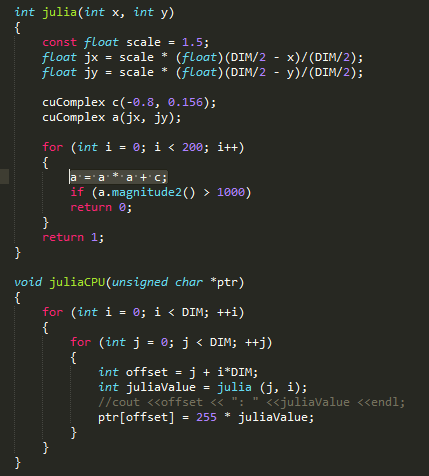 int julia(int x, int y)
{
    const float scale = 1.5;
    float jx = scale * (float)(DIM/2 - x)/(DIM/2);
    float jy = scale * (float)(DIM/2 - y)/(DIM/2);

    cuComplex c(-0.8, 0.156);
    cuComplex a(jx, jy);

    for (int i = 0; i < 200; i++)
    {
        a = a * a + c;
        if (a.magnitude2() > 1000)
        return 0;
    }
    return 1;
}

void juliaCPU(unsigned char *ptr)
{
    for (int i = 0; i < DIM; ++i)
    {
        for (int j = 0; j < DIM; ++j)
        {
            int offset = j + i*DIM;
            int juliaValue = julia (j, i);
            //cout <<offset << ": " <<juliaValue <<endl;
            ptr[offset] = 255 * juliaValue;
        }
    }
}